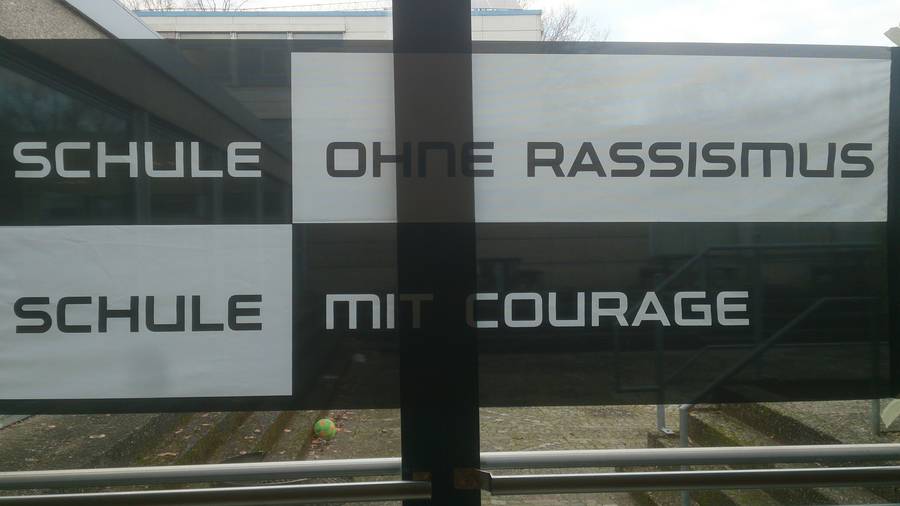 SCHULE OHNE RASSISMUS
SCHULE MIT COURAGE